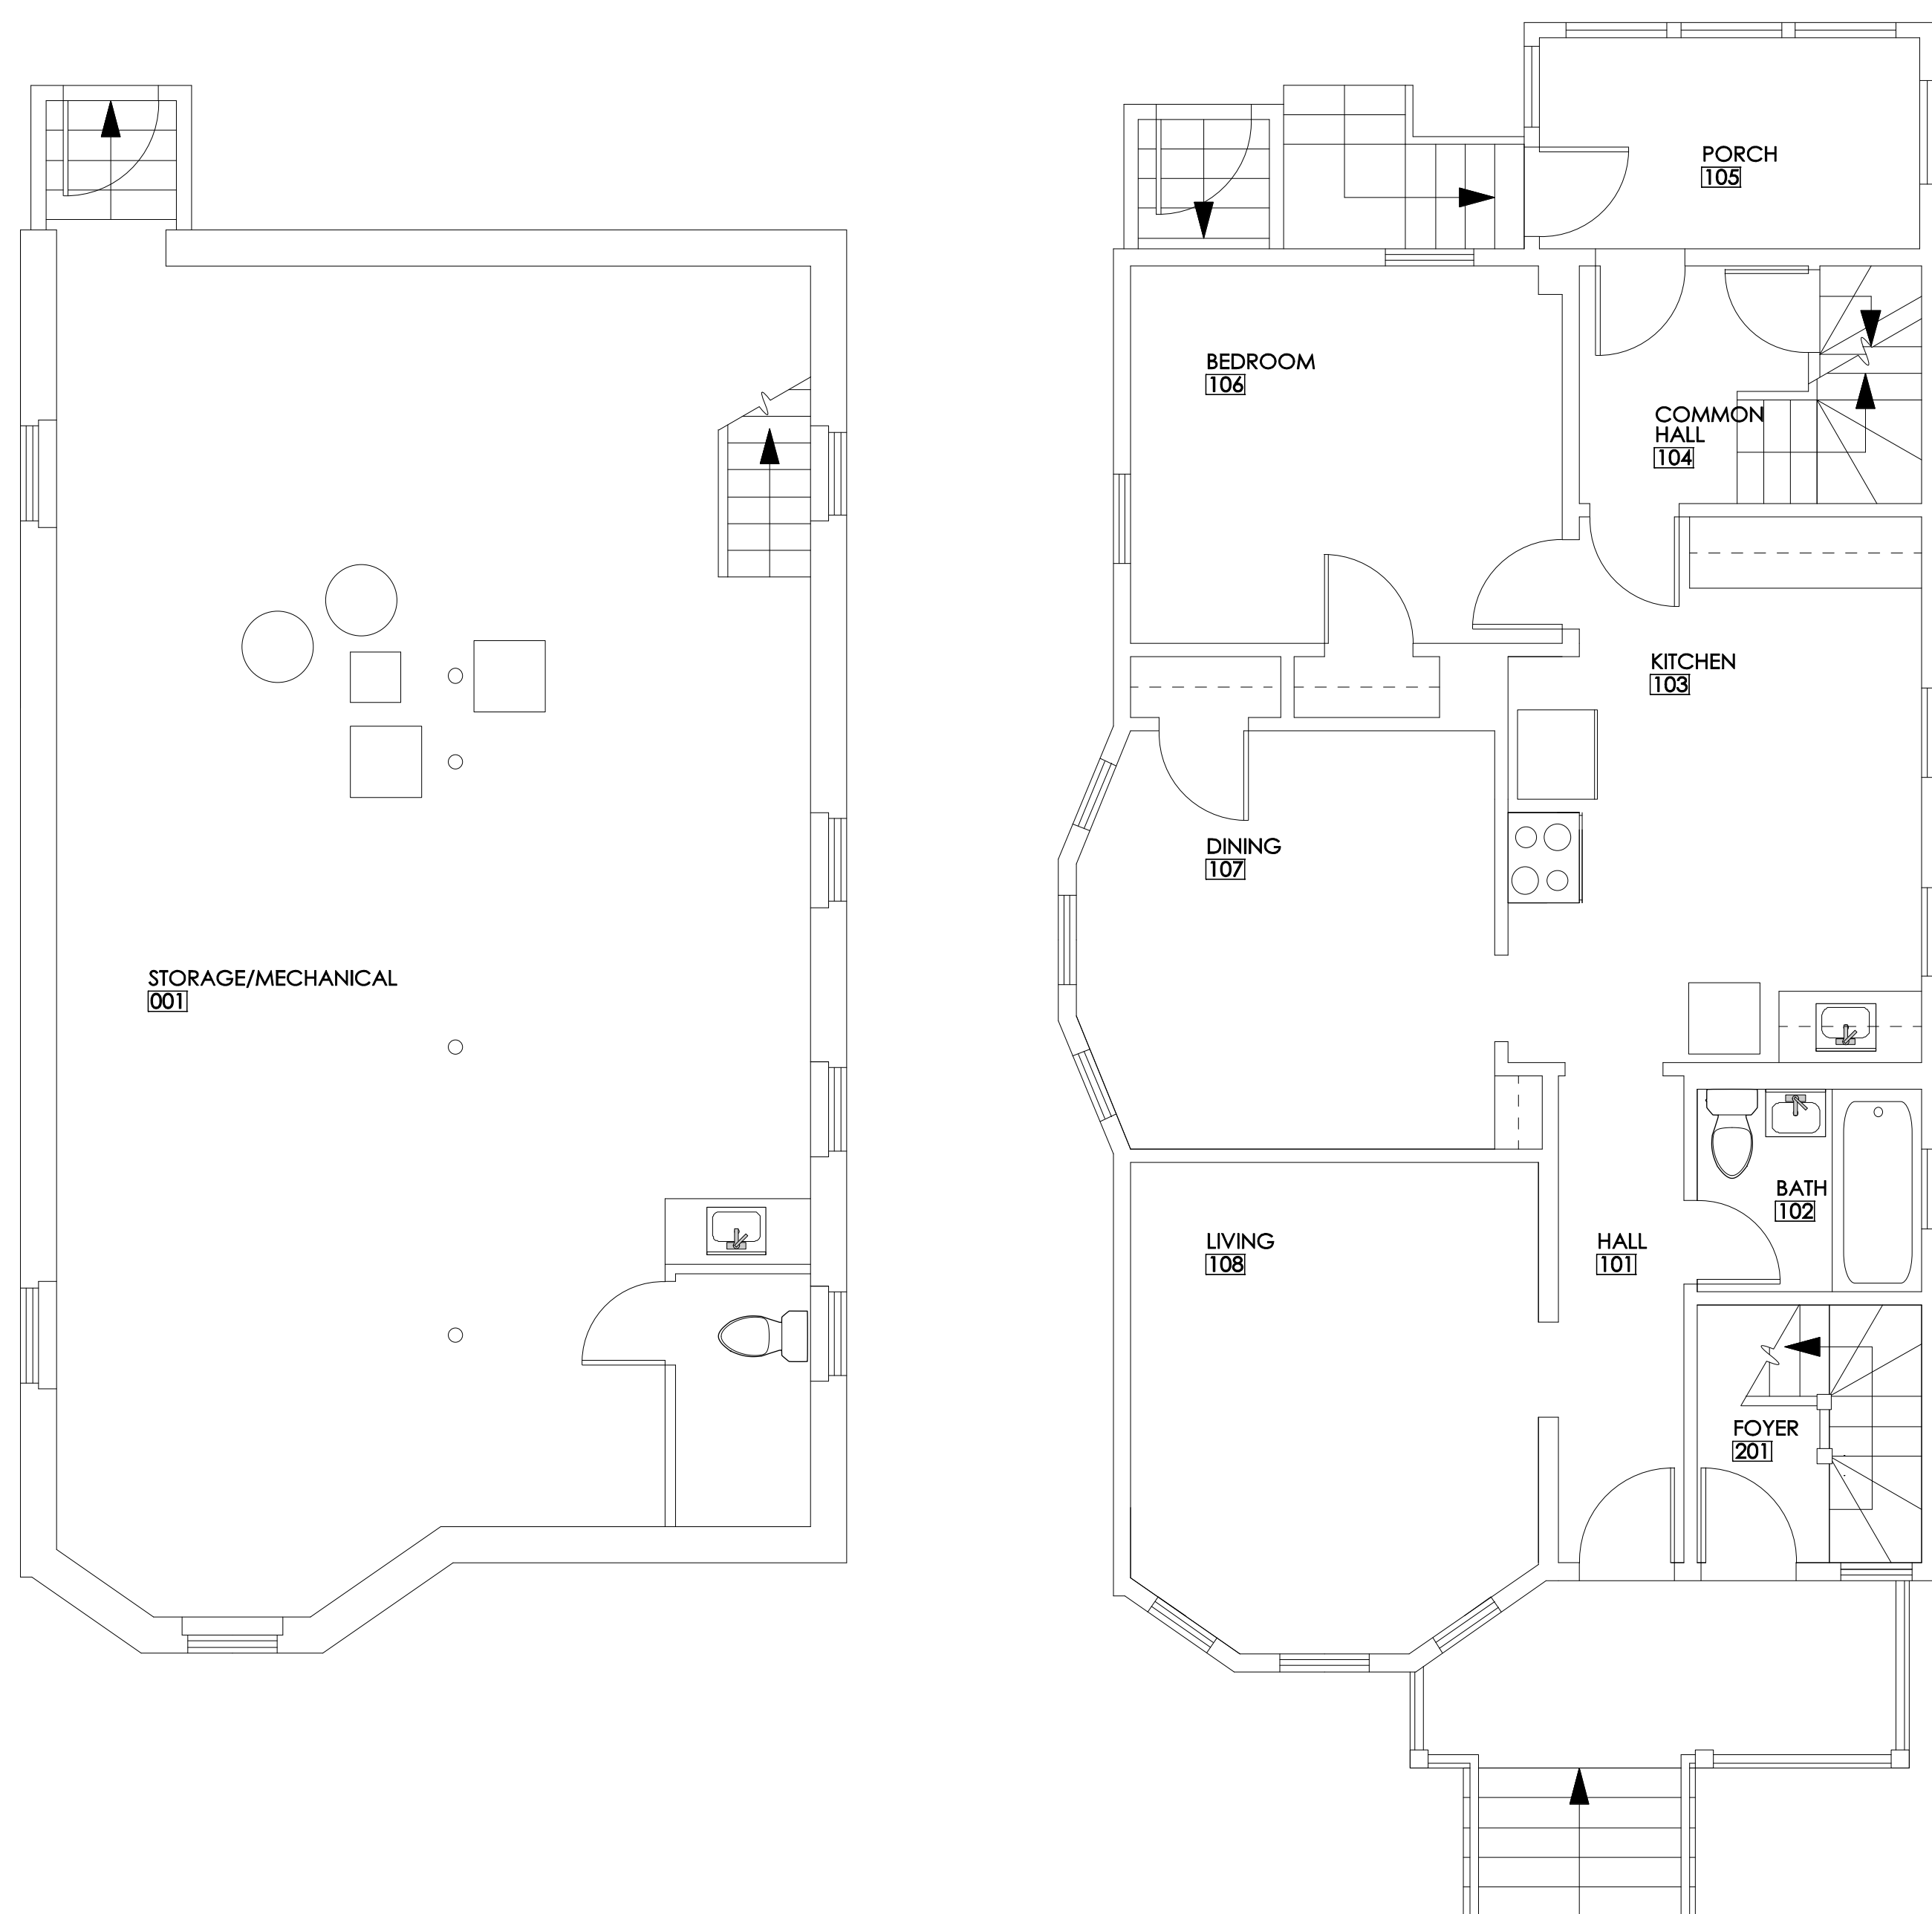 STORAGE/MECHANICAL
001
PORCH
105
BEDROOM
106
COMMON
HALL
104
KITCHEN
103
DINING
107
BATH
102
LIVING
108
HALL
101
FOYER
201